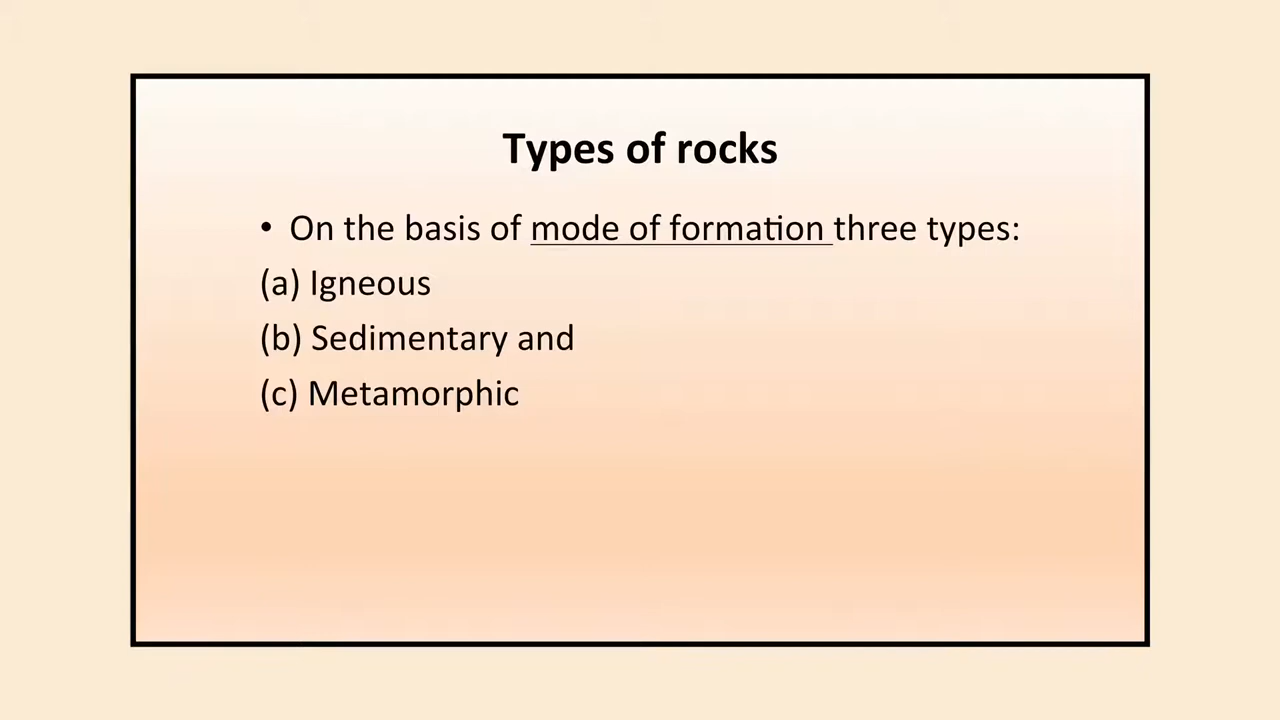 Types of rocks
• On the basis of mode of formation three types:
(a) Igneous
(b) Sedimentary and
(c) Metamorphic